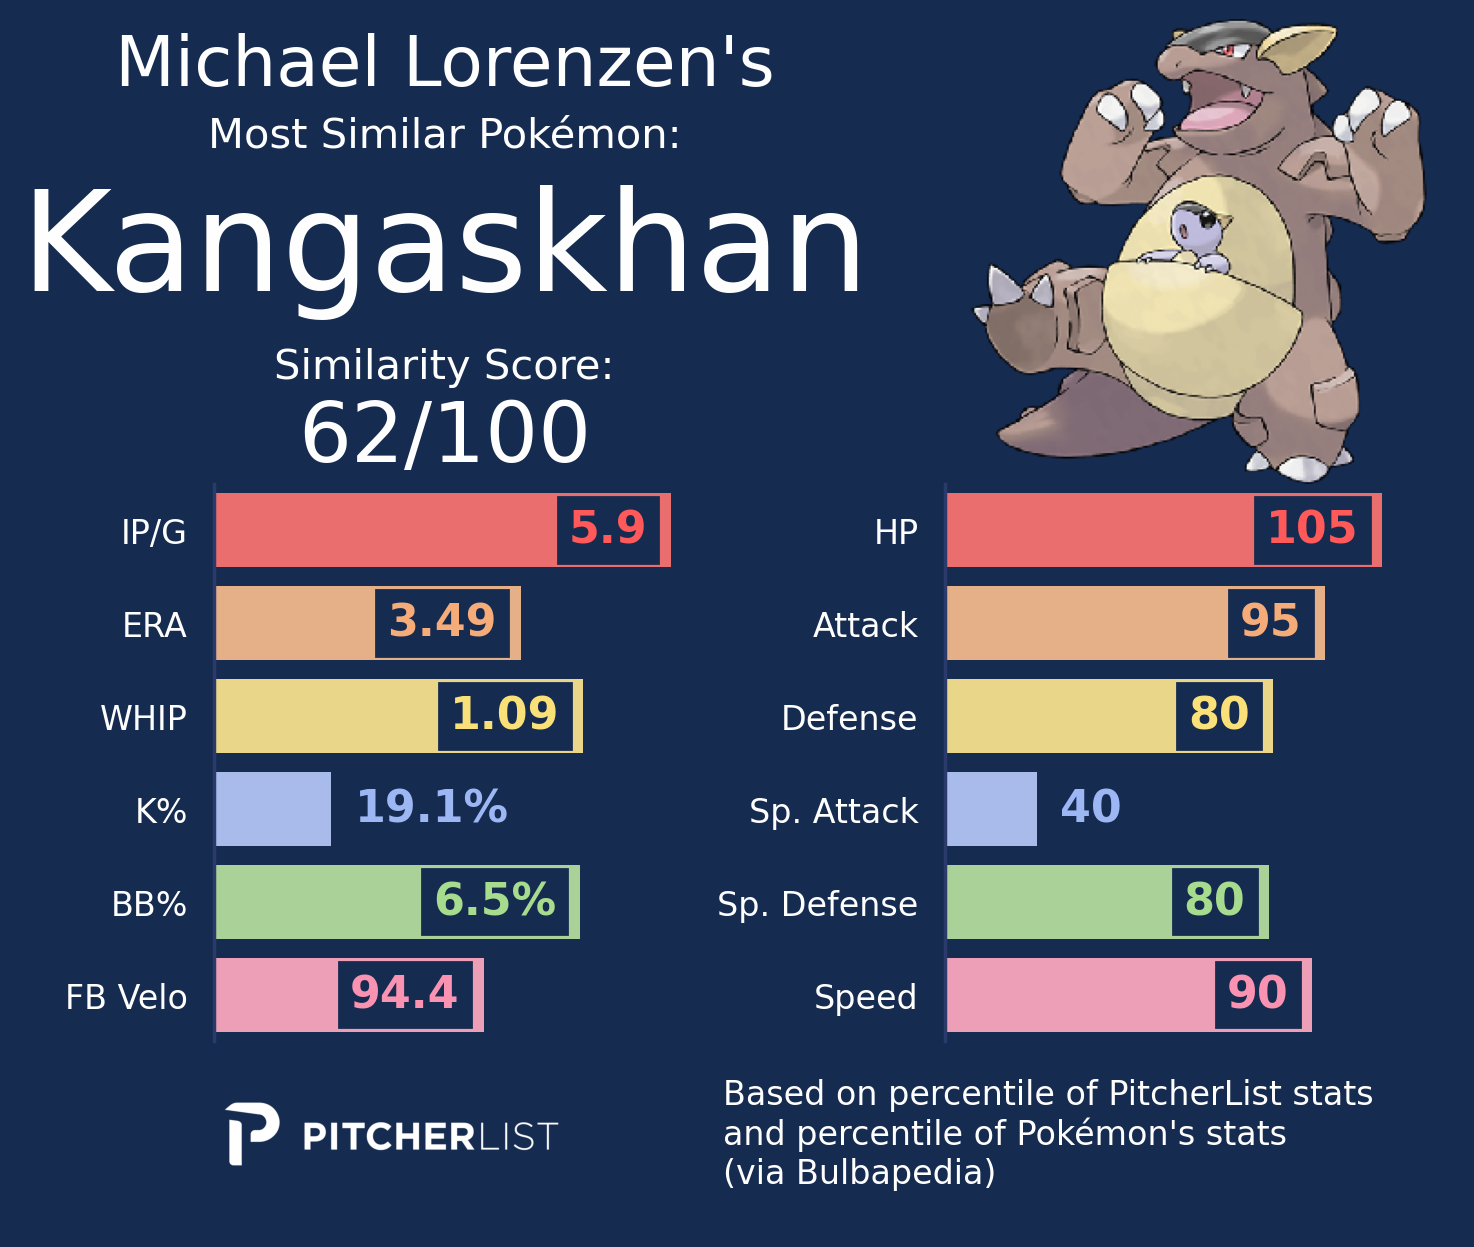 Michael Lorenzen's
Most Similar Pokémon:
Kangaskhan
Similarity Score:
62/100
IP/G 5.9
ERA 3.49
WHIP 1.09
K% 19.1%
BB% 6.5%
FB Velo 94.4
HP 105
Attack 95
Defense 80
Sp. Attack 40
Sp. Defense 80
Speed 90
PITCHERLIST
Based on percentile of PitcherList stats
and percentile of Pokémon's stats
(via Bulbapedia)